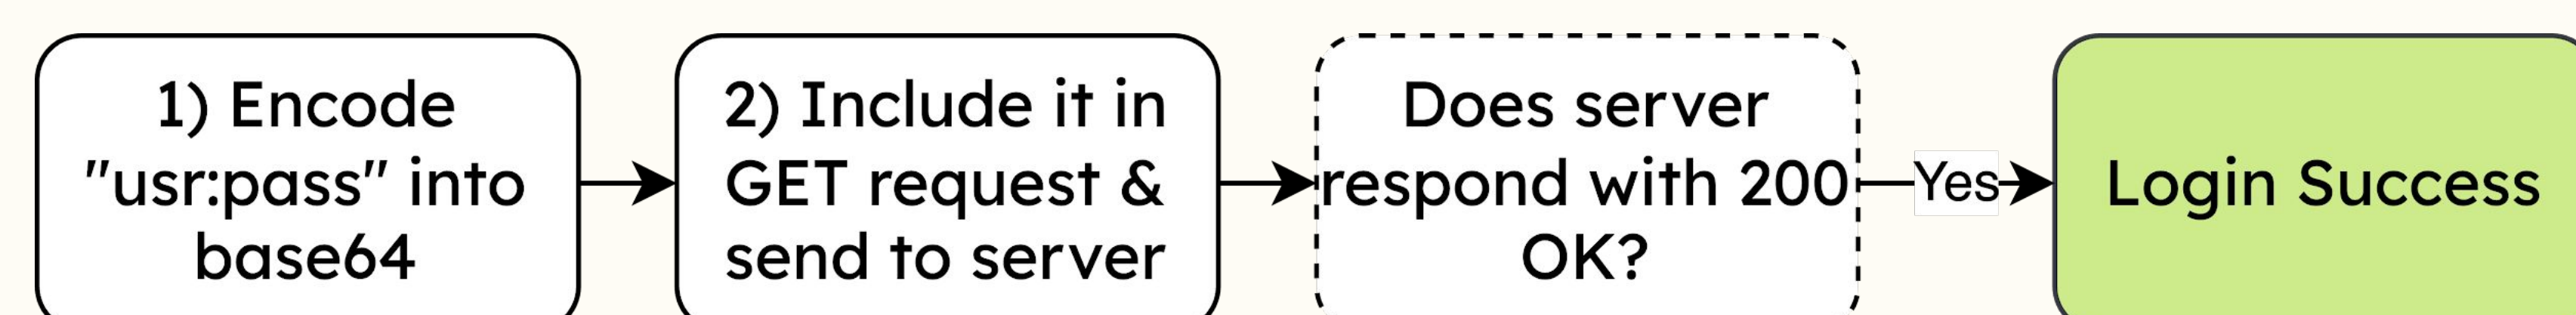 1) Encode
"usr:pass" into
base64
2) Include it in
GET request &
send to server
Does server
respond with 200
OK?
Yes
Login Success